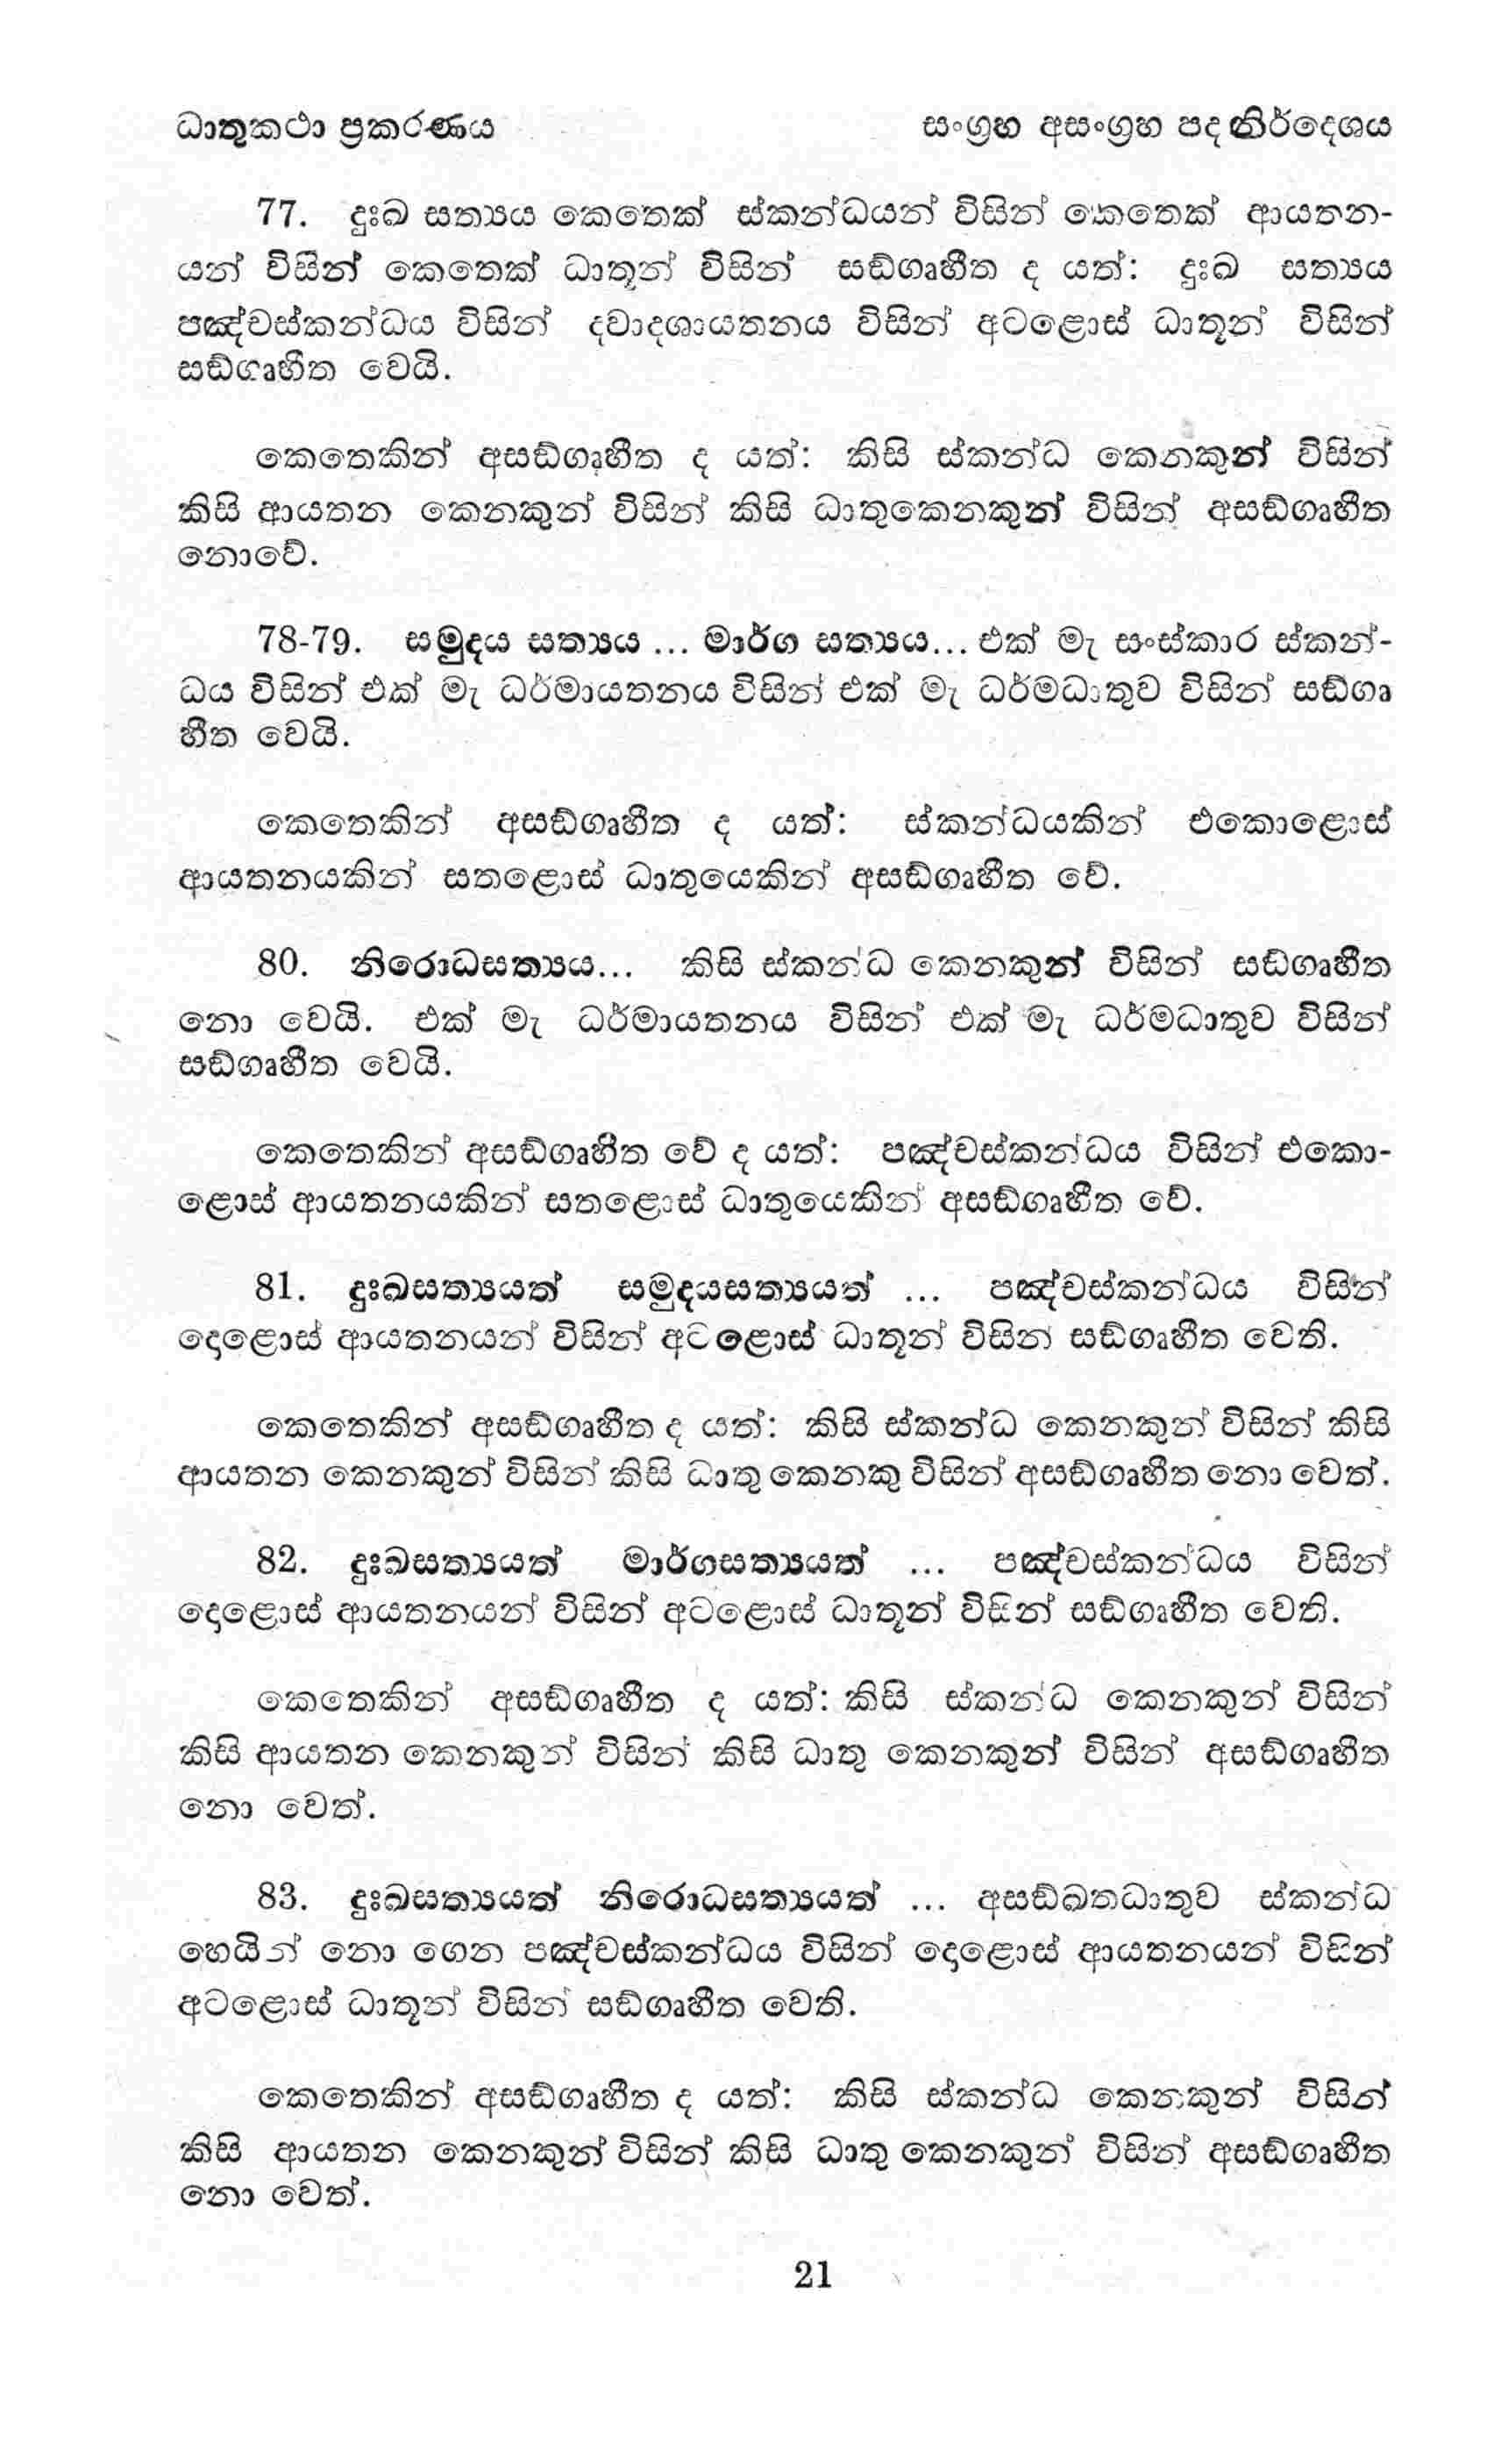 ධාතුකථා ප්‍රකරණය සංග්‍රහ අසංග්‍රහ පද නිර්දෙශය
77. දුඃඛ සත්‍යය කෙතෙක් ස්කන්ධයන් විසින් කෙතෙක් ආයතන-
යන් විසින් කෙතෙක් ධාතූන් විසින් සඞ්ගෘහීත ද යත්: දුඃඛ සත්‍යය
පඤ්චස්කන්ධය විසින් ද්වාදශායතනය විසින් අටළොස් ධාතූන් විසින්
සඞ්ගෘහීත වෙයි.
කෙතෙකින් අසඞ්ගෘහීත ද යත්: කිසි ස්කන්ධ කෙනකුන් විසින්
කිසි ආයතන කෙනකුන් විසින් කිසි ධාතුකෙනකුන් විසින් අසඞ්ගෘහීත
නොවේ.
78-79. සමුදය සත්‍යය ... මාර්ග සත්‍යය... එක් මැ සංස්කාර ස්කන්-
ධය විසින් එක් මැ ධර්මායතනය විසින් එක් මැ ධර්මධාතුව විසින් සඞ්ගෘ
හීත වෙයි.
කෙතෙකින් අසඞ්ගෘහීත ද යත්: ස්කන්ධයකින් එකොළොස්
ආයතනයකින් සතළොස් ධාතුයෙකින් අසඞ්ගෘහීත වේ.
80. නිරොධසත්‍යය... කිසි ස්කන්ධ කෙනකුන් විසින් සඞ්ගෘහීත
නො වෙයි. එක් මැ ධර්මායතනය විසින් එක් මැ ධර්මධාතුව විසින්
සඞ්ගෘහීත වෙයි.
කෙතෙකින් අසඞ්ගෘහීත වේ ද යත්: පඤ්චස්කන්ධය විසින් එකො-
ළොස් ආයතනයකින් සතළොස් ධාතුයෙකින් අසඞ්ගෘහීත වේ.
81. දුඃඛසත්‍යයත් සමුදයසත්‍යයත් ... පඤ්චස්කන්ධය විසින්
දොළොස් ආයතනයන් විසින් අටළොස් ධාතූන් විසින් සඞ්ගෘහීත වෙති.
කෙතෙකින් අසඞ්ගෘහීත ද යත්: කිසි ස්කන්ධ කෙනකුන් විසින් කිසි
ආයතන කෙනකුන් විසින් කිසි ධාතු කෙනකු විසින් අසඞ්ගෘහීත නො වෙත්.
82. දුඃඛසත්‍යයත් මාර්ගසත්‍යයත් ... පඤ්චස්කන්ධය විසින්
දොළොස් ආයතනයන් විසින් අටළොස් ධාතූන් විසින් සඞ්ගෘහීත වෙති.
කෙතෙකින් අසඞ්ගෘහීත ද යත්: කිසි ස්කන්ධ කෙනකුන් විසින්
කිසි ආයතන කෙනකුන් විසින් කිසි ධාතු කෙනකුන් විසින් අසඞ්ගෘහීත
නො වෙත්.
83. දුඃඛසත්‍යයත් නිරොධසත්‍යයත් ... අසඞ්ඛතධාතුව ස්කන්ධ
හෙයින් නො ගෙන පඤ්චස්කන්ධය විසින් දොළොස් ආයතනයන් විසින්
අටළොස් ධාතූන් විසින් සඞ්ගෘහීත වෙති.
කෙතෙකින් අසඞ්ගෘහීත ද යත්: කිසි ස්කන්ධ කෙනකුන් විසින්
කිසි ආයතන කෙනකුන් විසින් කිසි ධාතු කෙනකුන් විසින් අසඞ්ගෘහීත
නො වෙත්.
21